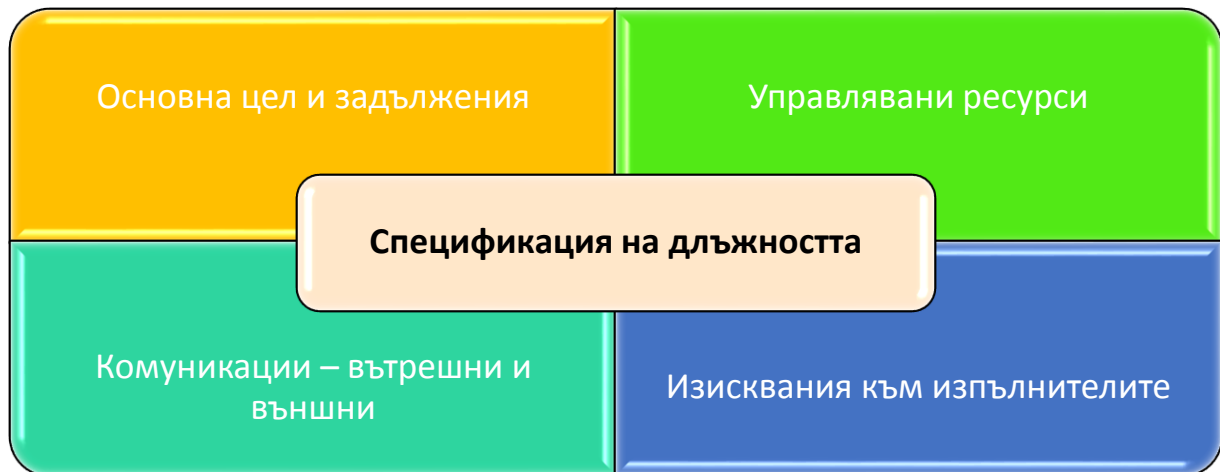 Основна цел и задължения
Управлявани ресурси
Спецификация на длъжността
Комуникации – вътрешни и
външни
Изисквания към изпълнителите